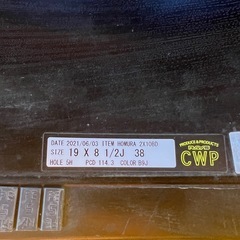 DATE 2021/06/03 ITEM HOMURA 2X10BD
SIZE 19 X 8 1/2J 38
HOLE 5H PCD 114.3 COLOR B9J
PRODUCE & PRODUCTS
CWP